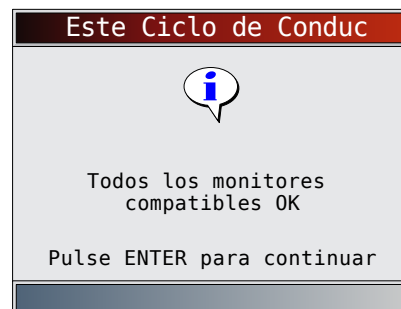 Este Ciclo de Conduc
Todos los monitores
compatibles OK
Pulse ENTER para continuar